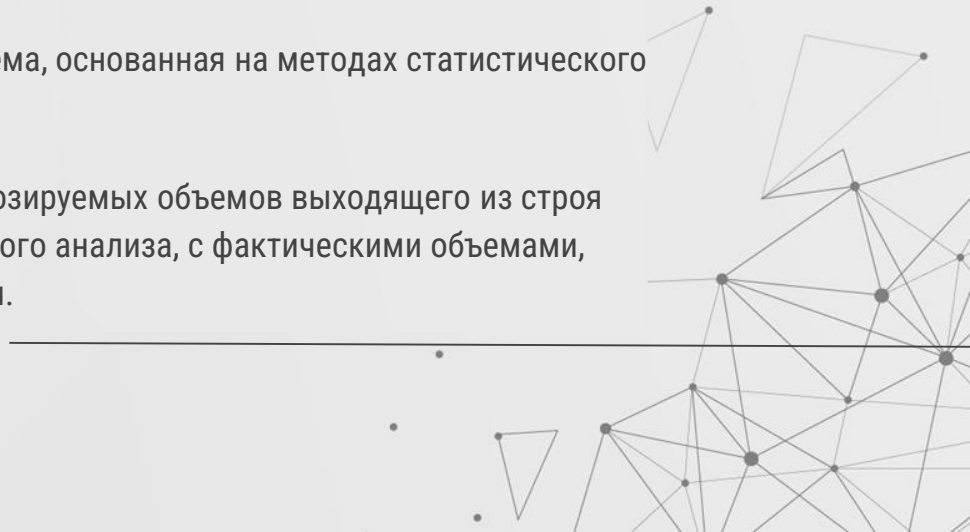 ема, основанная на методах статистического
озируемых объемов выходящего из строя
ого анализа, с фактическими объемами,